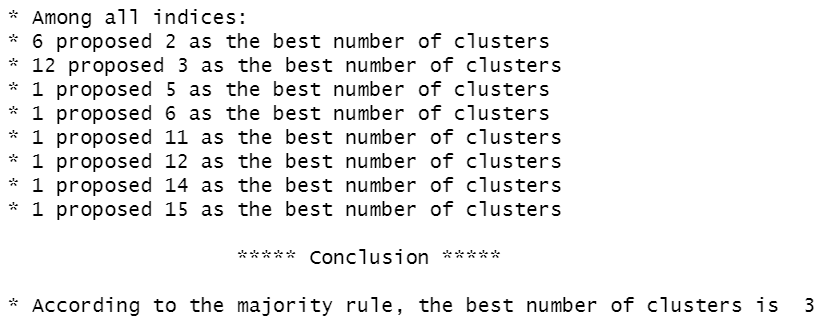 * Among all indices:
* 6 proposed 2 as the best number of clusters
* 12 proposed 3 as the best number of clusters
* 1 proposed 5 as the best number of clusters
* 1 proposed 6 as the best number of clusters
* 1 proposed 11 as the best number of clusters
* 1 proposed 12 as the best number of clusters
* 1 proposed 14 as the best number of clusters
* 1 proposed 15 as the best number of clusters
***** Conclusion *****
* According to the majority rule, the best number of clusters is  3